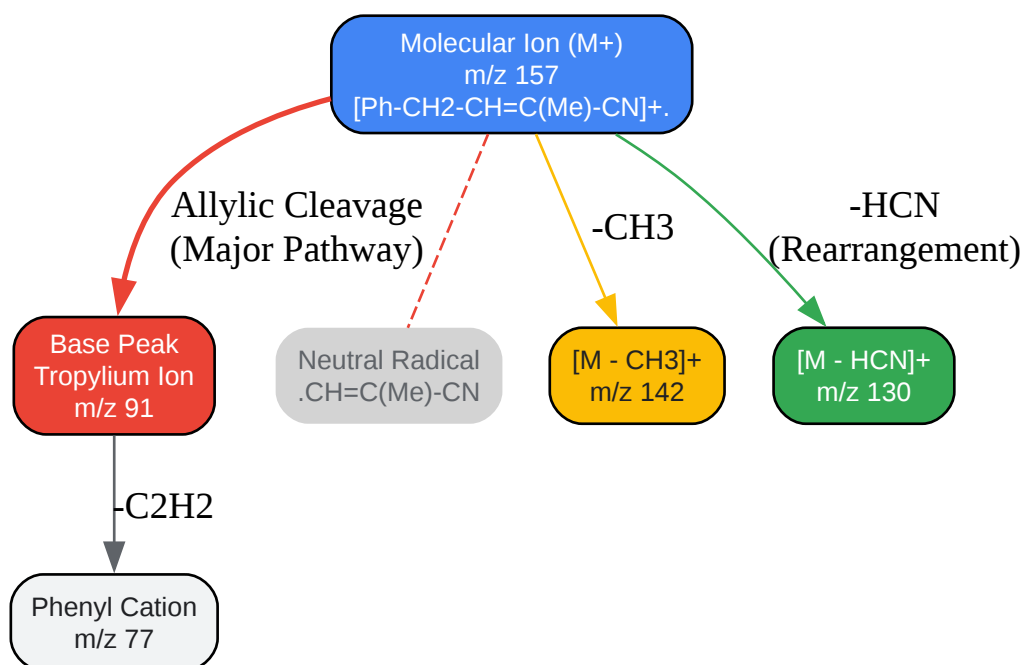 Molecular Ion (M+)
m/z 157
[Ph-CH2-CH=C(Me)-CN]+.
Allylic Cleavage
(Major Pathway)
-CH3
-HCN
(Rearrangement)
Base Peak
Tropylium Ion
m/z 91
Neutral Radical
.CH=C(Me)-CN
[M - CH3]+
m/z 142
[M - HCN]+
m/z 130
-C2H2
Phenyl Cation
m/z 77